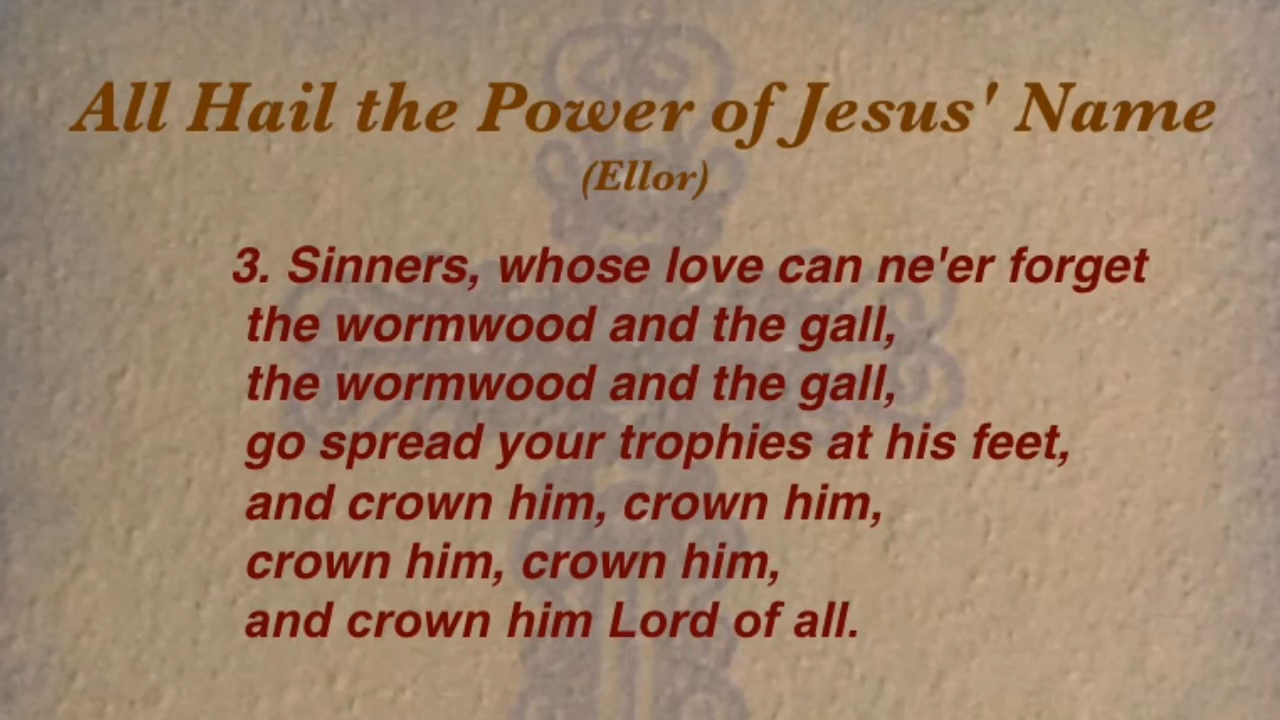 All Hail the Power of Jesus' Name
(Ellor)
3. Sinners, whose love can ne'er forget
the wormwood and the gall,
the wormwood and the gall,
go spread your trophies at his feet,
and crown him, crown him,
crown him, crown him,
and crown him Lord of all.